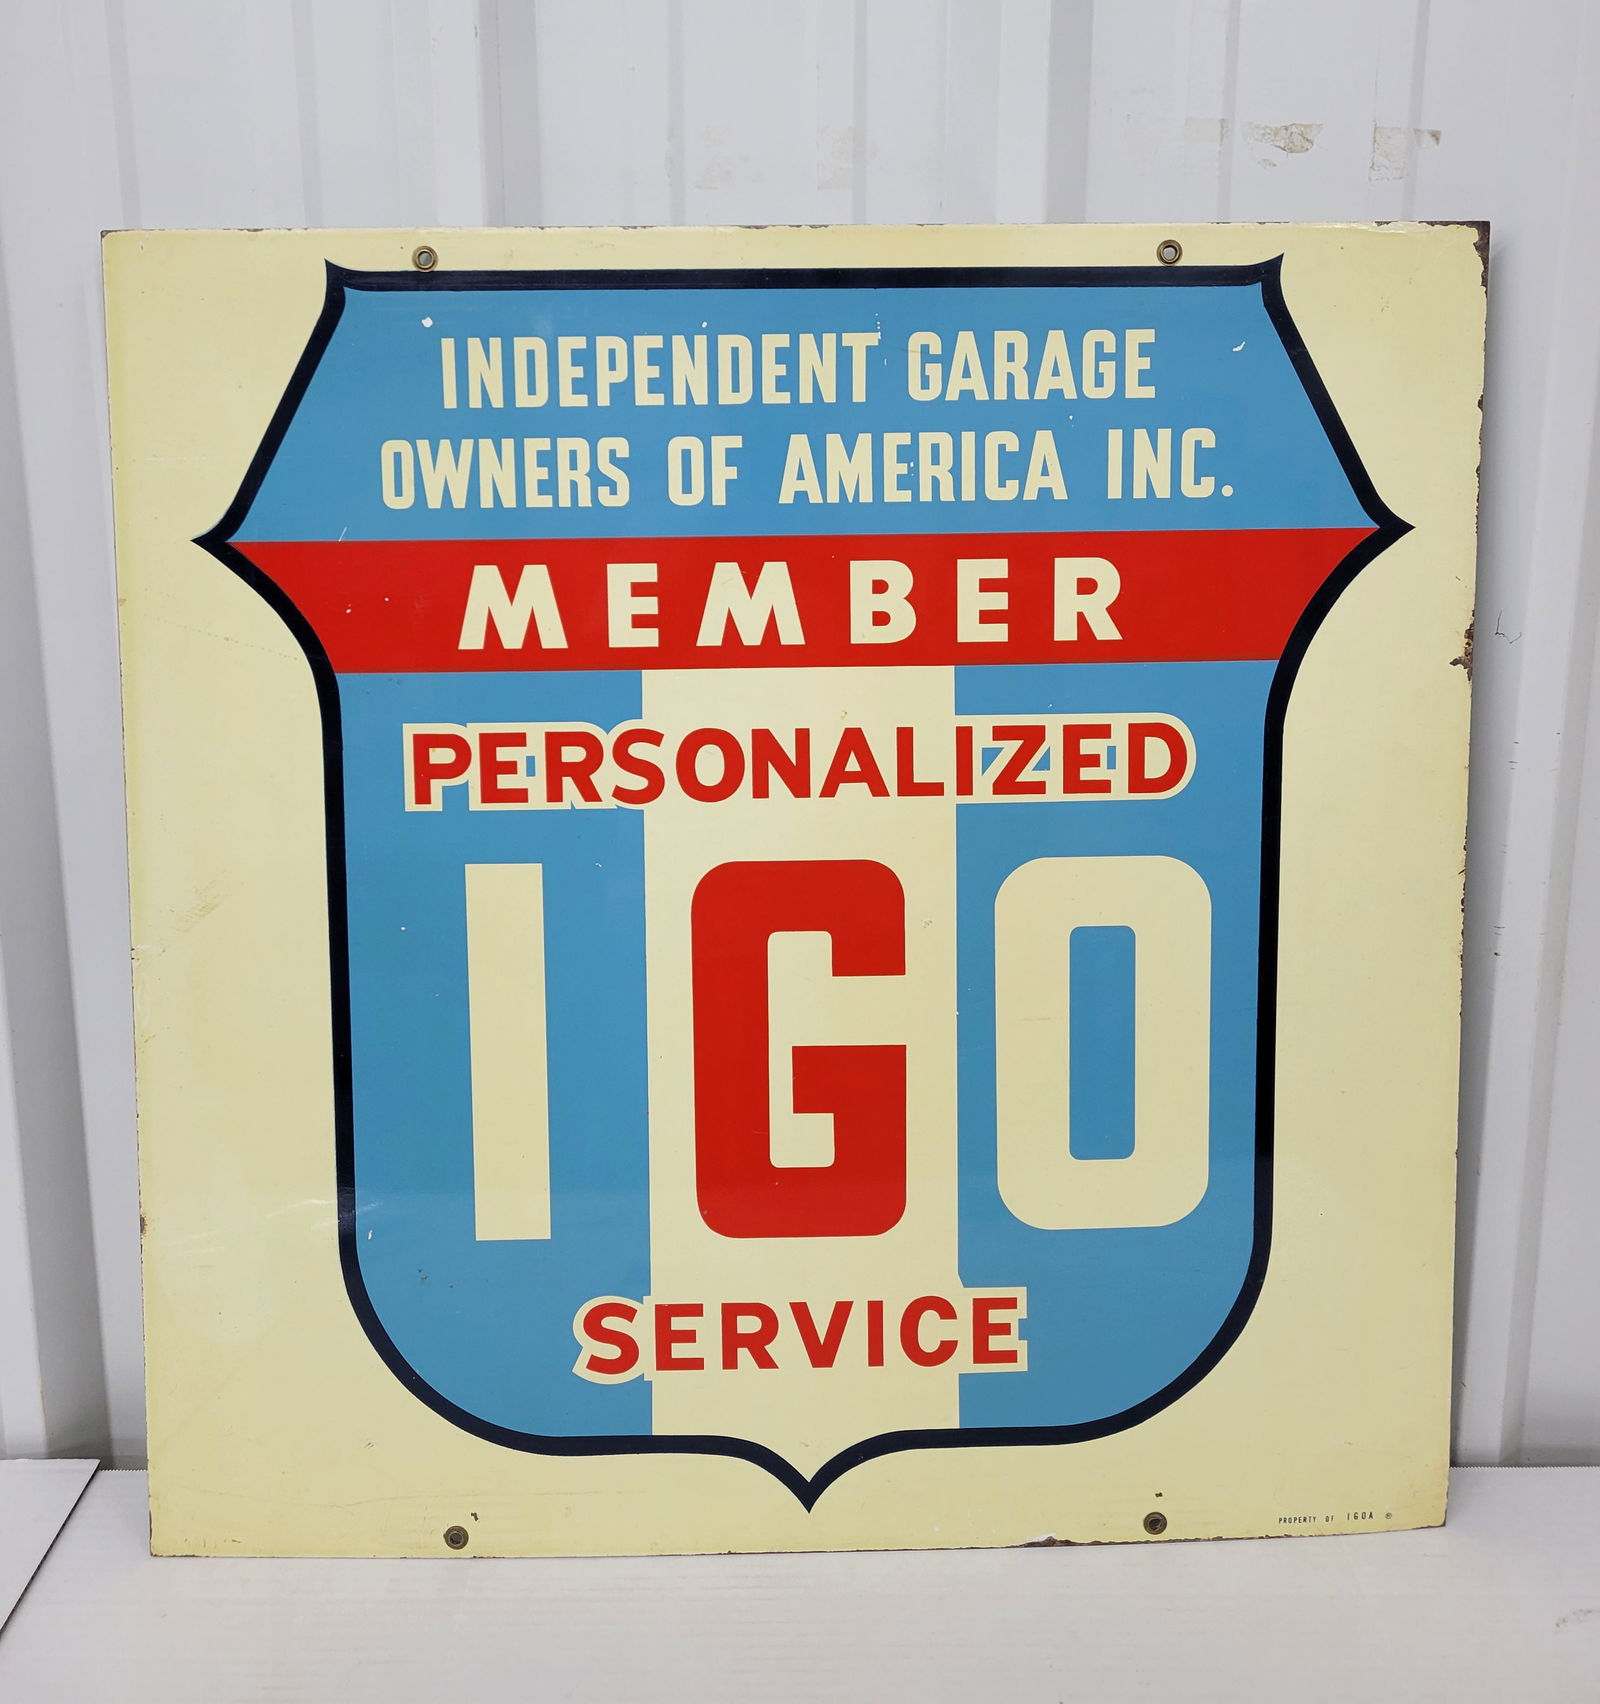 INDEPENDENT GARAGE
OWNERS OF AMERICA INC.
MEMBER
PERSONALIZED
IGO
SERVICE
PROPERTY OF IGOA ®